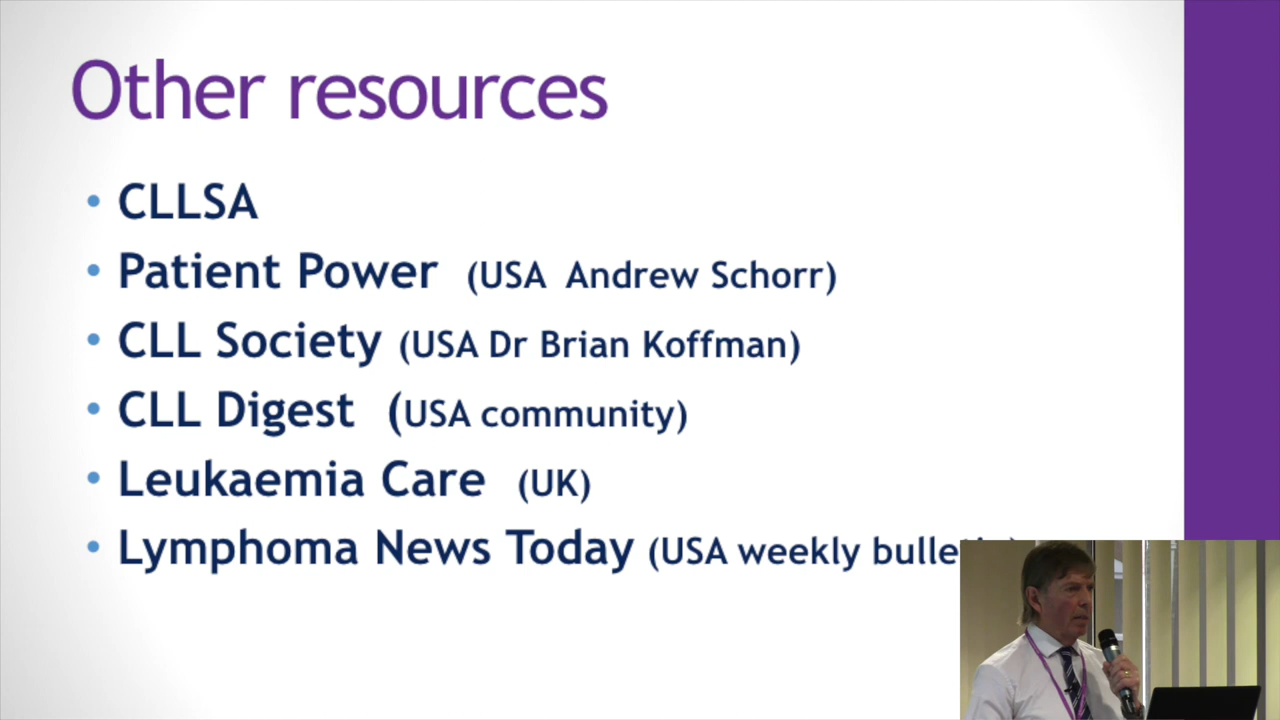 Other resources
• CLLSA
• Patient Power (USA Andrew Schorr)
• CLL Society (USA Dr Brian Koffman)
• CLL Digest (USA community)
• Leukaemia Care (UK)
• Lymphoma News Today (USA weekly